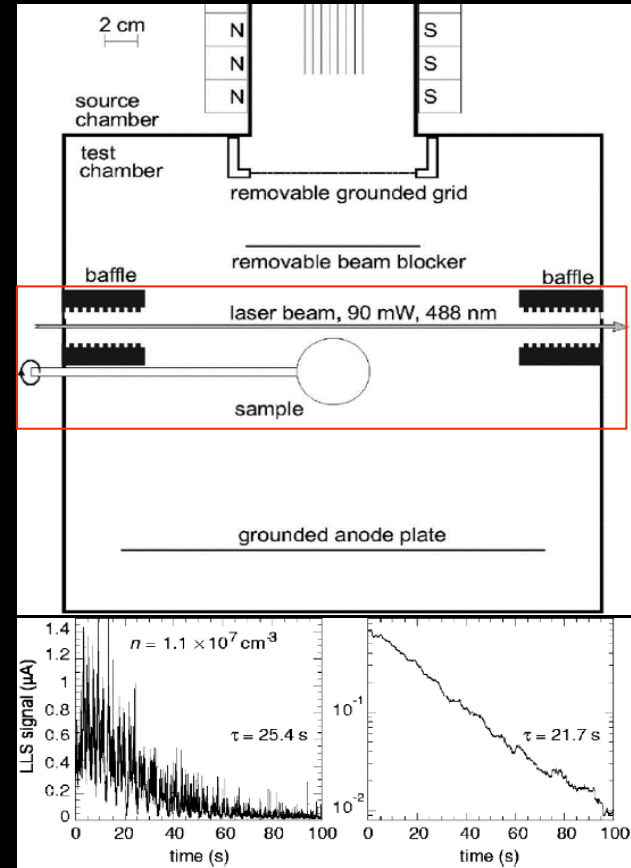 2 cm
N
S
N
S
N
S
source
chamber
test
chamber
removable grounded grid
removable beam blocker
baffle
baffle
laser beam, 90 mW, 488 nm
sample
grounded anode plate
LLS signal (μA)
1.4
1
0.8
0.6
0.4
0.2
0
n = 1.1 × 10⁷ cm⁻³
τ = 25.4 s
0 20 40 60 80 100
time (s)
10⁻¹
10⁻²
τ = 21.7 s
0 20 40 60 80 100
time (s)